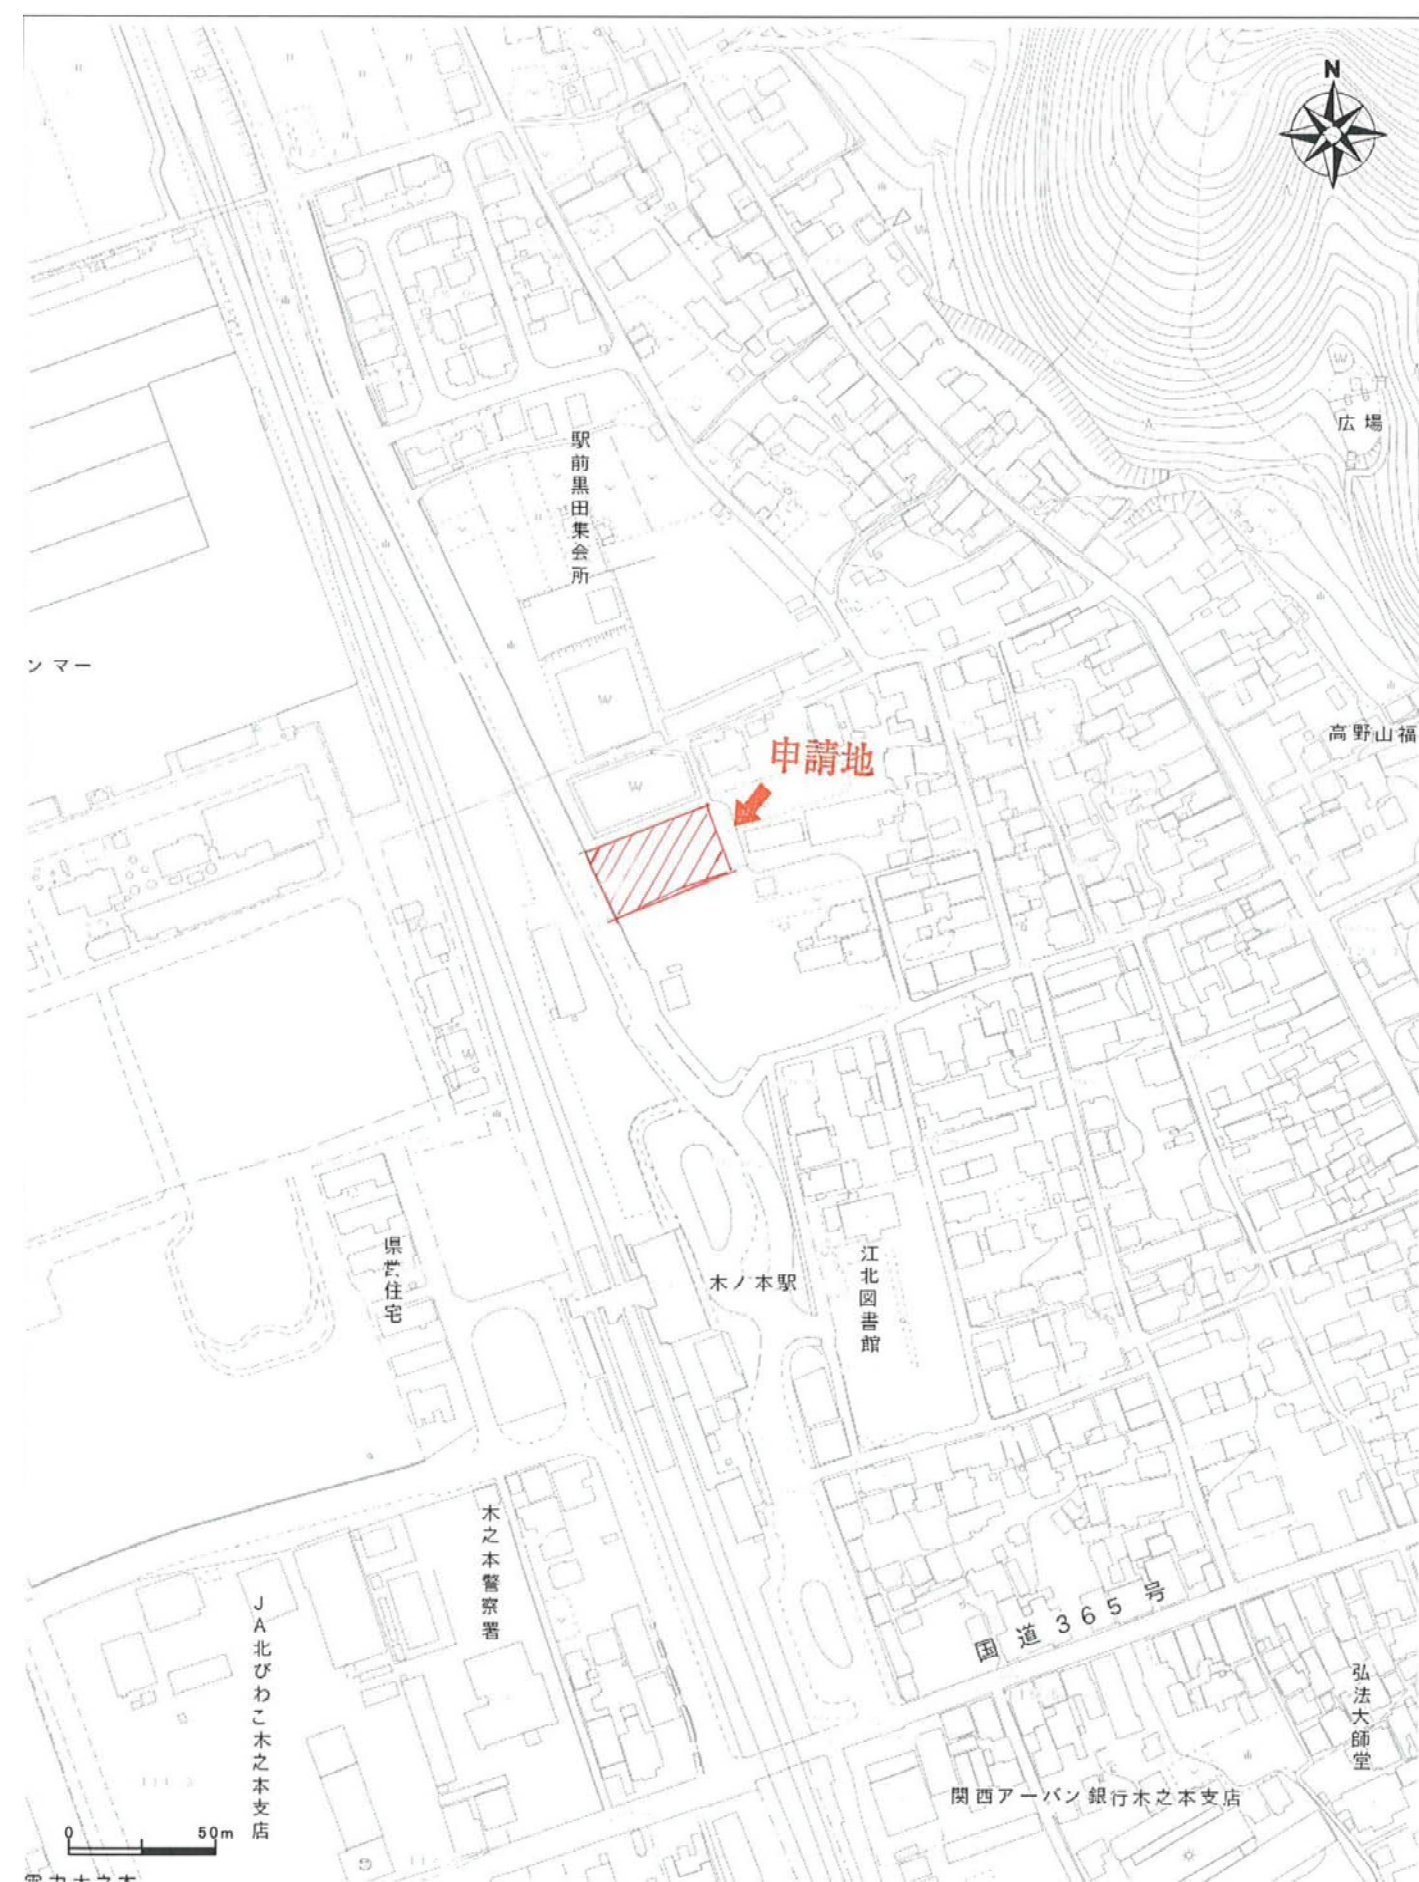 N
広場
駅前黒田集会所
ンマー
高野山福
申請地
木ノ本駅
江北図書館
県営住宅
木之本警察署
国道365号
JA北びわこ木之本支店
弘法大師堂
関西アーバン銀行木之本支店
0 50m